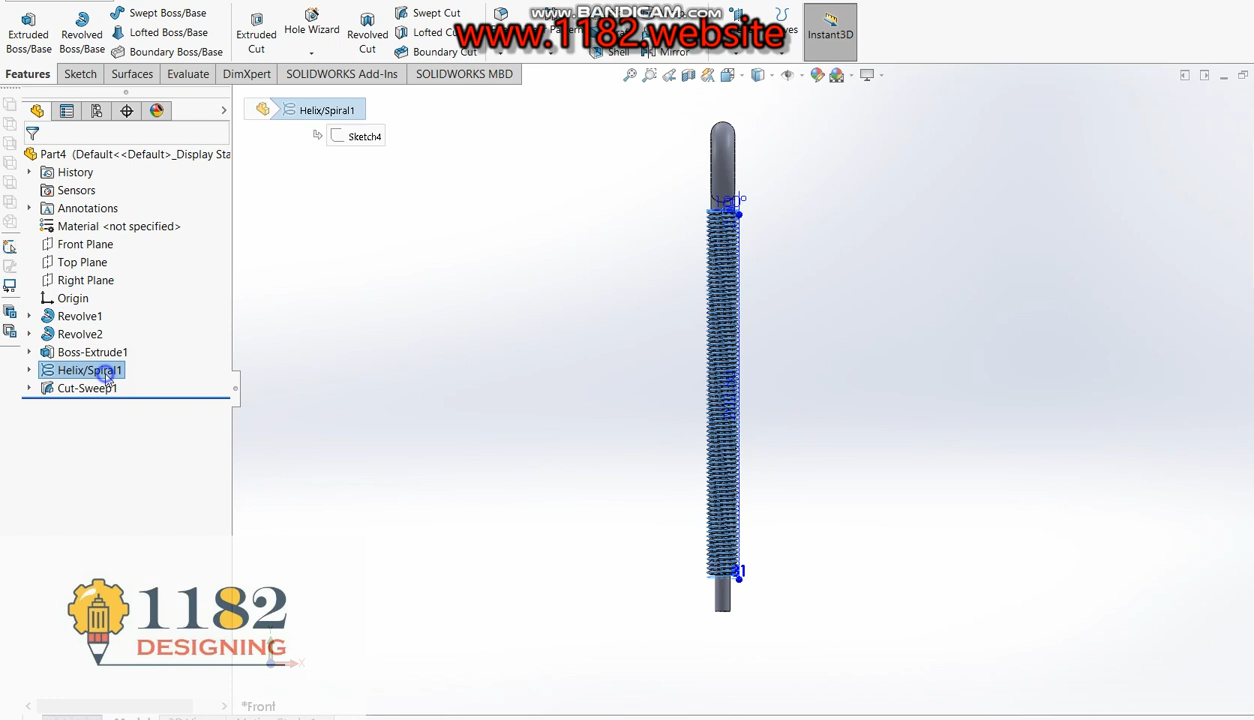 WWW.BANDICAM.COM
www.1182.website
Extruded Boss/Base
Revolved Boss/Base
Swept Boss/Base
Lofted Boss/Base
Boundary Boss/Base
Extruded Cut
Hole Wizard
Revolved Cut
Swept Cut
Lofted Cut
Boundary Cut
Shell
Mirror
Instant3D
Features
Sketch
Surfaces
Evaluate
DimXpert
SOLIDWORKS Add-Ins
SOLIDWORKS MBD
Helix/Spiral1
Sketch4
Part4 (Default<<Default>_Display Sta
History
Sensors
Annotations
Material <not specified>
Front Plane
Top Plane
Right Plane
Origin
Revolve1
Revolve2
Boss-Extrude1
Helix/Spiral1
Cut-Sweep1
1182
DESIGNING
*Front